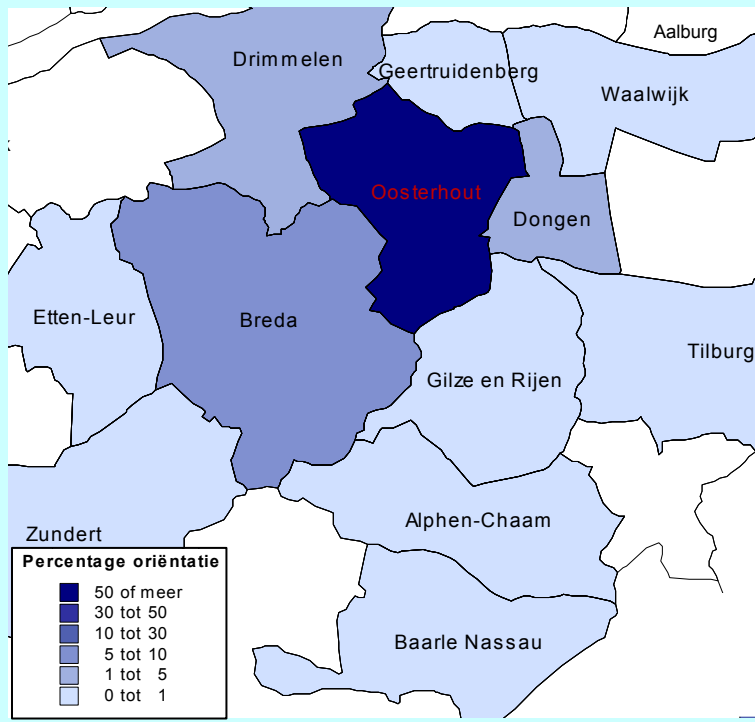 Aalburg
Drimmelen
Geertruidenberg
Waalwijk
Oosterhout
Dongen
Etten-Leur
Breda
Tilburg
Gilze en Rijen
Alphen-Chaam
Zundert
Baarle Nassau
Percentage oriëntatie
50 of meer
30 tot 50
10 tot 30
5 tot 10
1 tot 5
0 tot 1